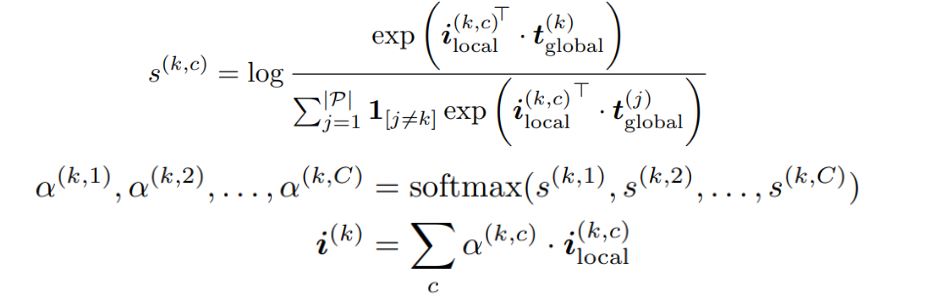 s^{(k,c)} = \log \frac{\exp\left(\boldsymbol{i}_{\text{local}}^{(k,c)^\top} \cdot \boldsymbol{t}_{\text{global}}^{(k)}\right)}{\sum_{j=1}^{|\mathcal{P}|} \mathbf{1}_{[j \neq k]} \exp\left(\boldsymbol{i}_{\text{local}}^{(k,c)^\top} \cdot \boldsymbol{t}_{\text{global}}^{(j)}\right)}
\alpha^{(k,1)}, \alpha^{(k,2)}, \ldots, \alpha^{(k,C)} = \text{softmax}(s^{(k,1)}, s^{(k,2)}, \ldots, s^{(k,C)})
\boldsymbol{i}^{(k)} = \sum_{c} \alpha^{(k,c)} \cdot \boldsymbol{i}_{\text{local}}^{(k,c)}